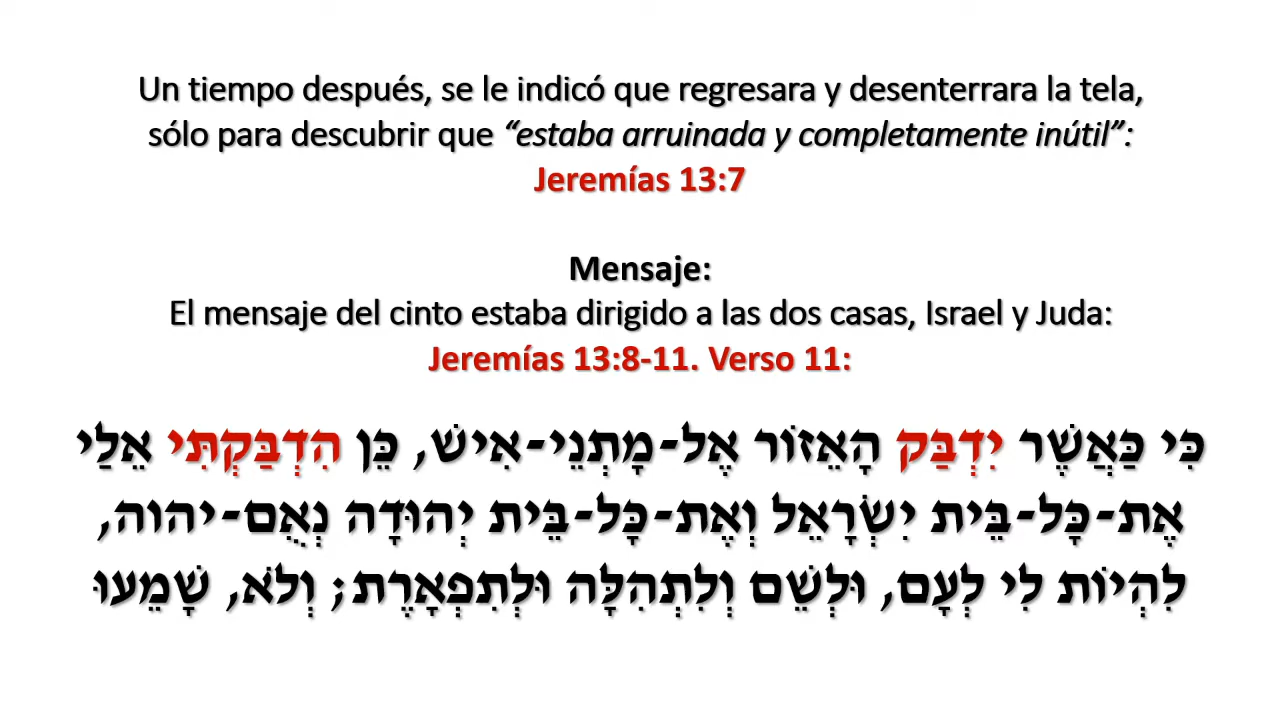 Un tiempo después, se le indicó que regresara y desenterrara la tela,
sólo para descubrir que “estaba arruinada y completamente inútil”:
Jeremías 13:7
Mensaje:
El mensaje del cinto estaba dirigido a las dos casas, Israel y Juda:
Jeremías 13:8-11. Verso 11:
כִּי כַּאֲשֶׁר יִדְבַּק הָאֵזוֹר אֶל-מָתְנֵי-אִישׁ, כֵּן הִדְבַּקְתִּי אֵלַי
אֶת-כָּל-בֵּית יִשְׂרָאֵל וְאֶת-כָּל-בֵּית יְהוּדָה נְאֻם-יהוה,
לִהְיוֹת לִי לְעָם, וּלְשֵׁם וְלִתְהִלָּה וּלְתִפְאָרֶת; וְלֹא, שָׁמֵעוּ